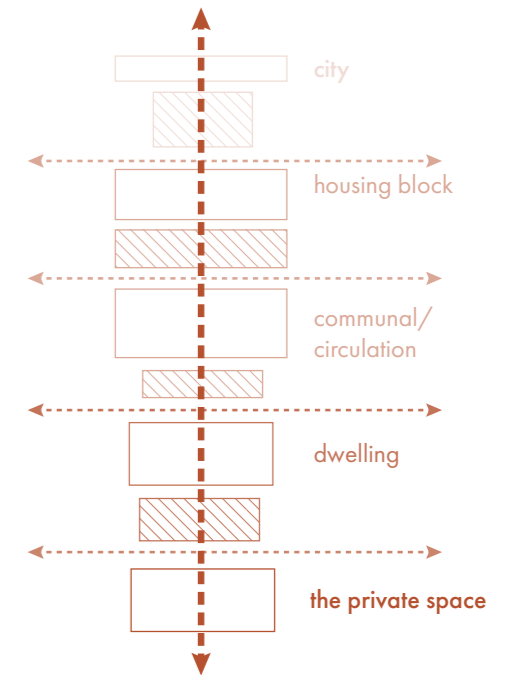 city
housing block
communal/
circulation
dwelling
the private space